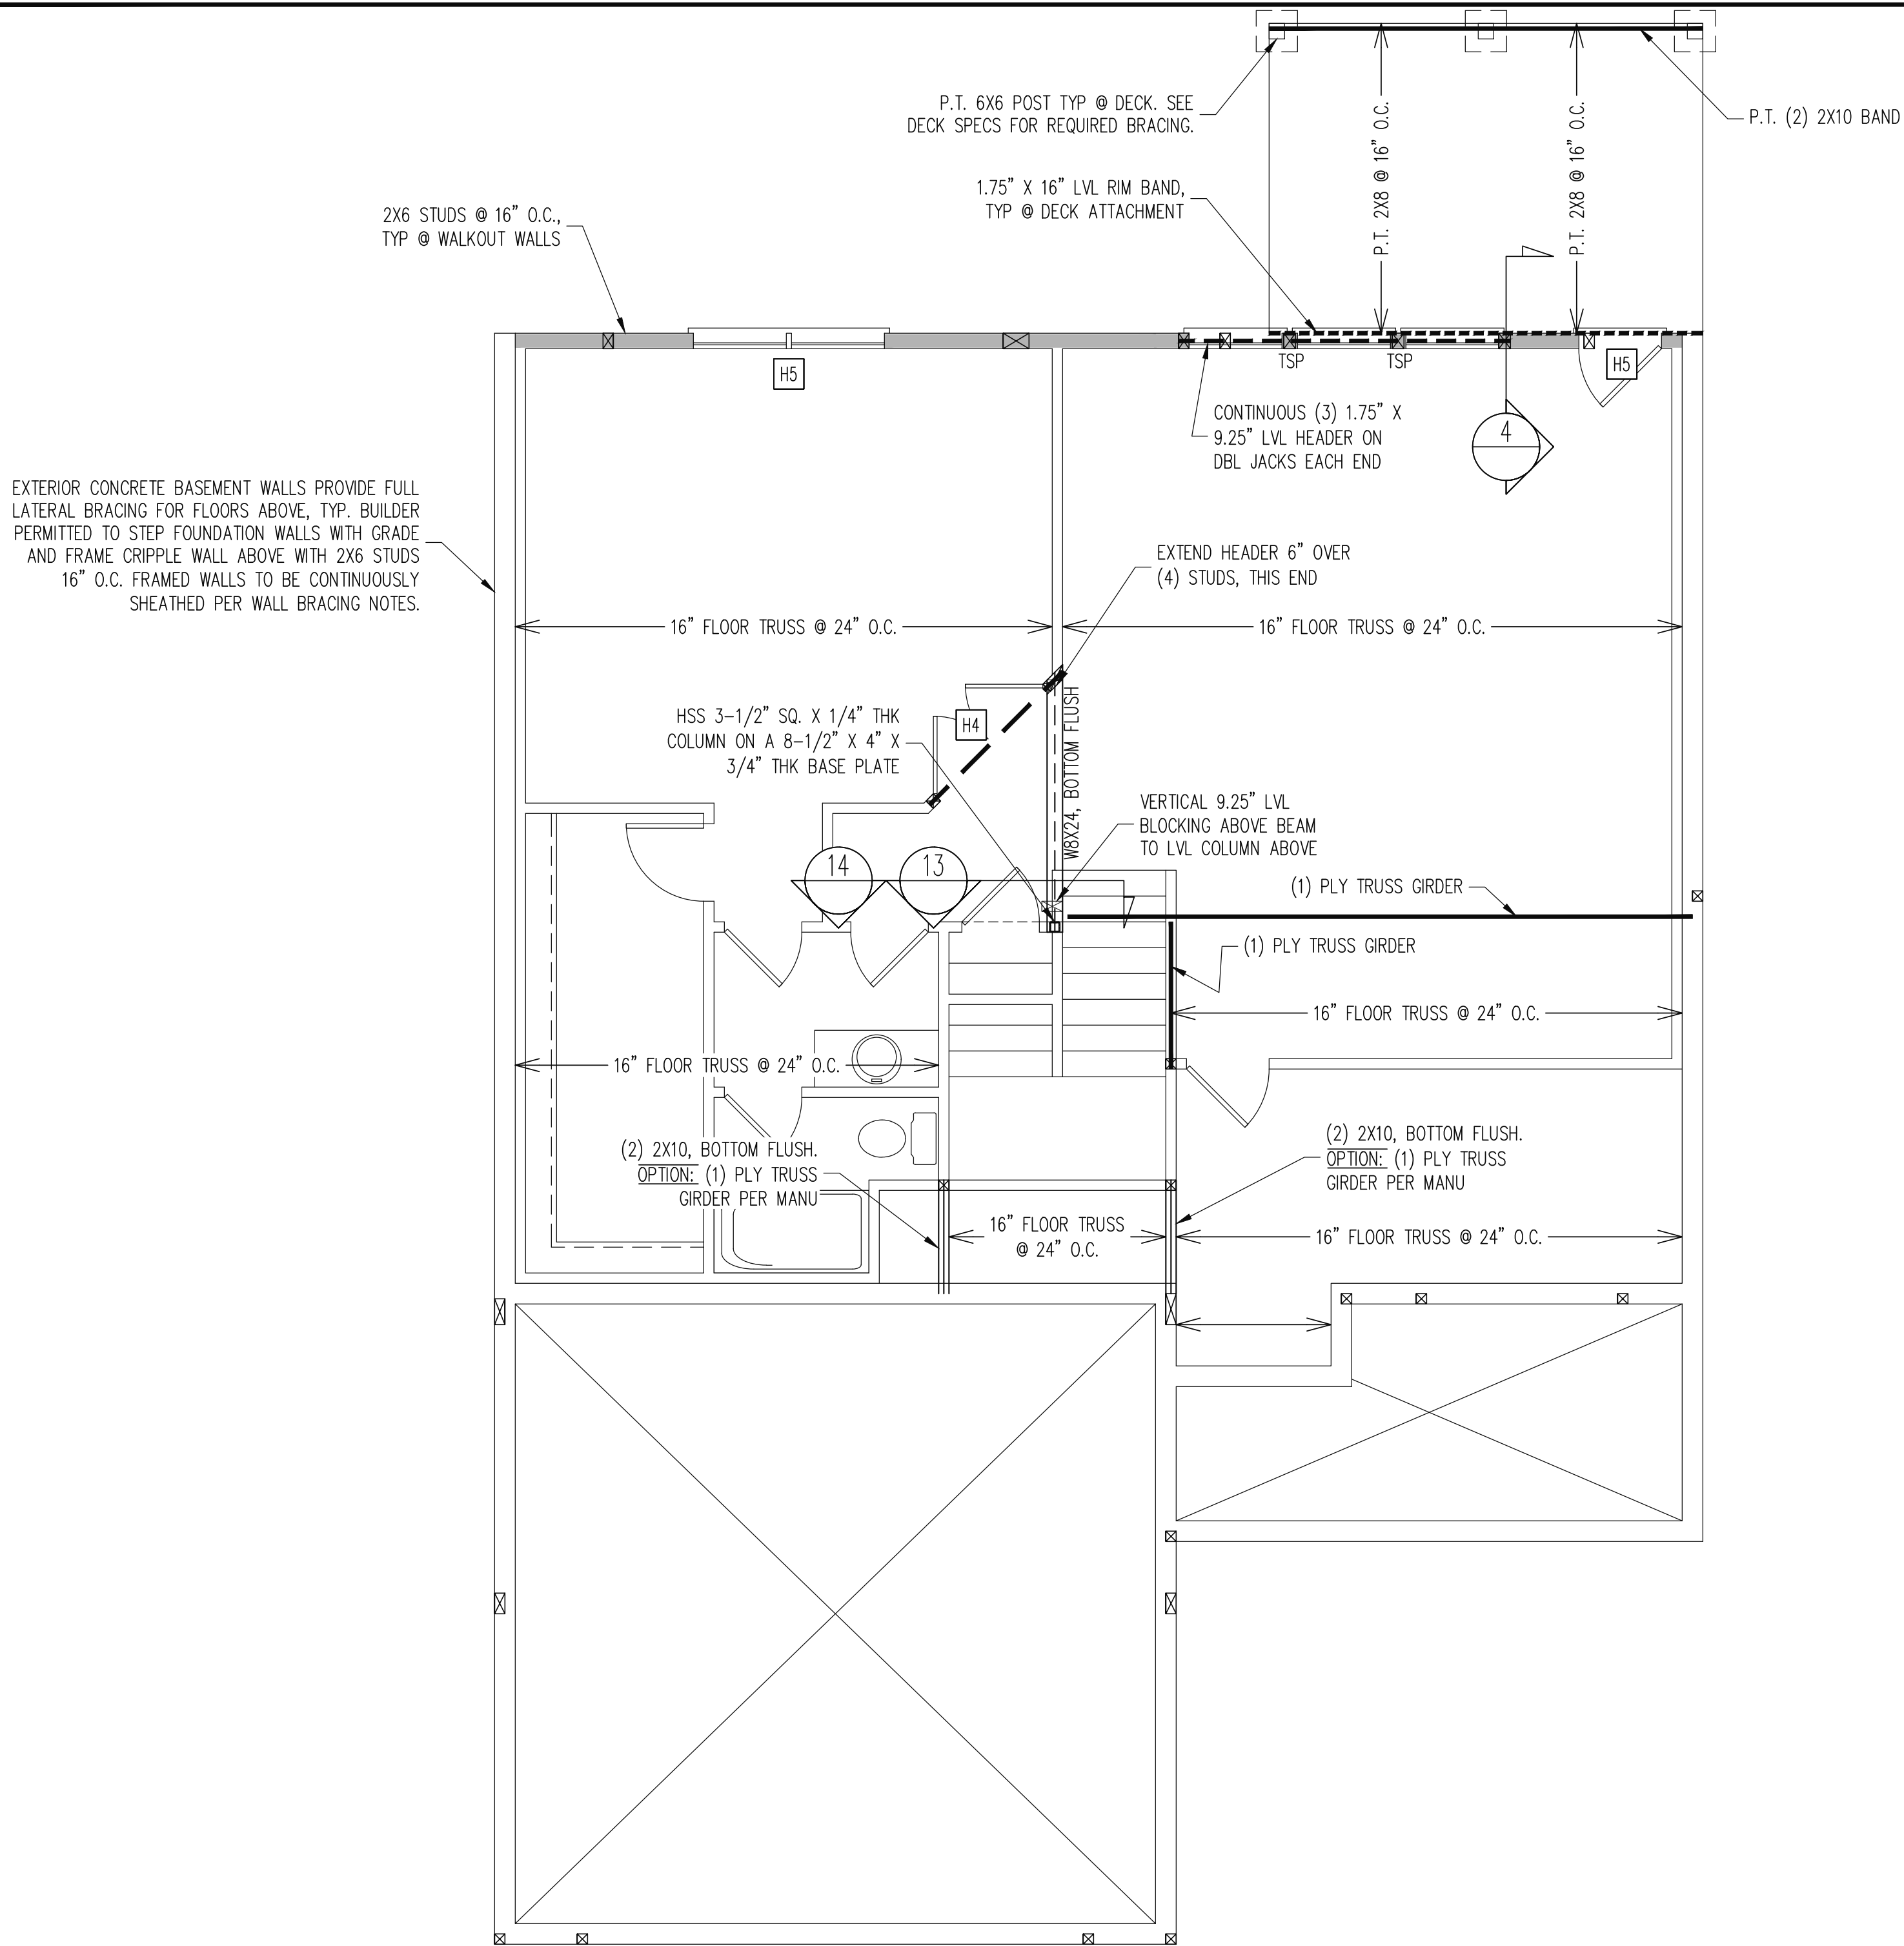 P.T. 6X6 POST TYP @ DECK. SEE
DECK SPECS FOR REQUIRED BRACING.
P.T. 2X8 @ 16" O.C.
P.T. 2X8 @ 16" O.C.
P.T. (2) 2X10 BAND
1.75" X 16" LVL RIM BAND,
TYP @ DECK ATTACHMENT
2X6 STUDS @ 16" O.C.,
TYP @ WALKOUT WALLS
H5
TSP
TSP
H5
CONTINUOUS (3) 1.75" X
9.25" LVL HEADER ON
DBL JACKS EACH END
4
EXTERIOR CONCRETE BASEMENT WALLS PROVIDE FULL
LATERAL BRACING FOR FLOORS ABOVE, TYP. BUILDER
PERMITTED TO STEP FOUNDATION WALLS WITH GRADE
AND FRAME CRIPPLE WALL ABOVE WITH 2X6 STUDS
16" O.C. FRAMED WALLS TO BE CONTINUOUSLY
SHEATHED PER WALL BRACING NOTES.
EXTEND HEADER 6" OVER
(4) STUDS, THIS END
16" FLOOR TRUSS @ 24" O.C.
16" FLOOR TRUSS @ 24" O.C.
HSS 3-1/2" SQ. X 1/4" THK
COLUMN ON A 8-1/2" X 4" X
3/4" THK BASE PLATE
H4
W8X24, BOTTOM FLUSH
VERTICAL 9.25" LVL
BLOCKING ABOVE BEAM
TO LVL COLUMN ABOVE
14
13
(1) PLY TRUSS GIRDER
(1) PLY TRUSS GIRDER
16" FLOOR TRUSS @ 24" O.C.
16" FLOOR TRUSS @ 24" O.C.
(2) 2X10, BOTTOM FLUSH.
OPTION: (1) PLY TRUSS
GIRDER PER MANU
(2) 2X10, BOTTOM FLUSH.
OPTION: (1) PLY TRUSS
GIRDER PER MANU
16" FLOOR TRUSS
@ 24" O.C.
16" FLOOR TRUSS @ 24" O.C.